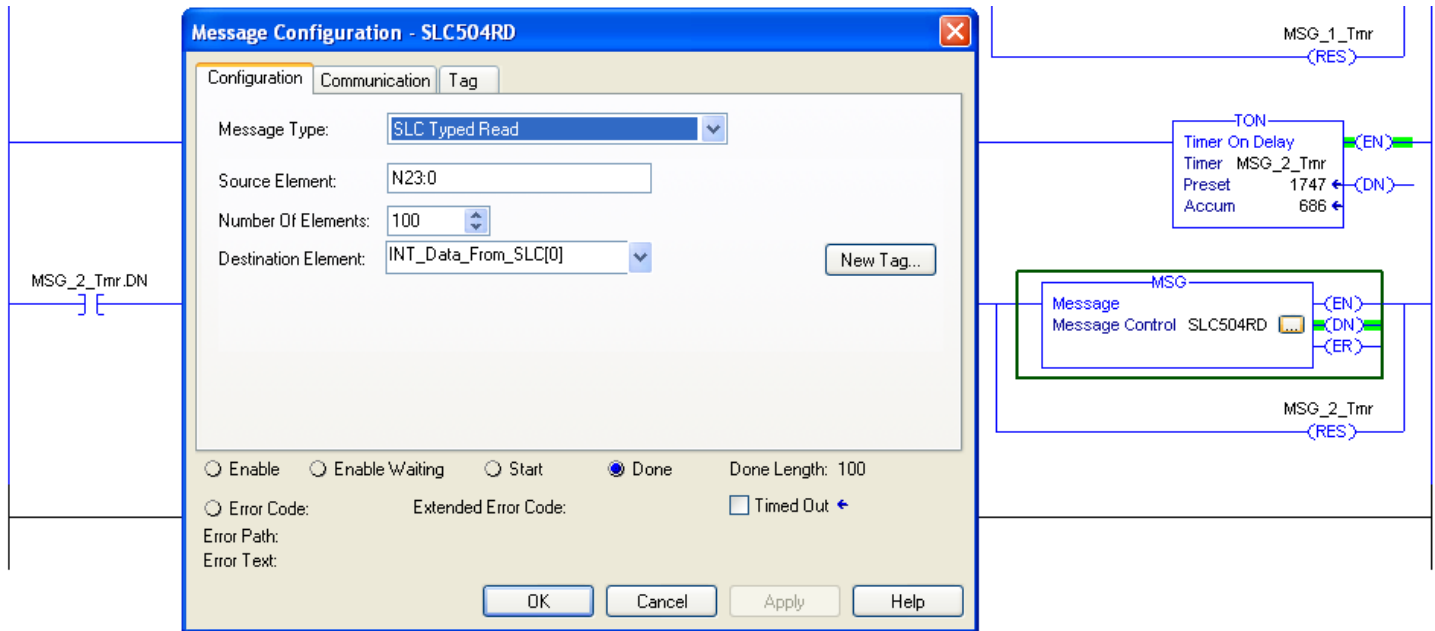 Message Configuration - SLC504RD
Configuration Communication Tag
Message Type: SLC Typed Read
Source Element: N23:0
Number Of Elements: 100
Destination Element: INT_Data_From_SLC[0] New Tag...
Enable Enable Waiting Start Done Done Length: 100
Error Code: Extended Error Code: Timed Out
Error Path:
Error Text:
OK Cancel Apply Help
MSG_2_Tmr.DN
MSG_1_Tmr
RES
TON
Timer On Delay EN
Timer MSG_2_Tmr
Preset 1747 DN
Accum 686
MSG
Message EN
Message Control SLC504RD ... DN
ER
MSG_2_Tmr
RES